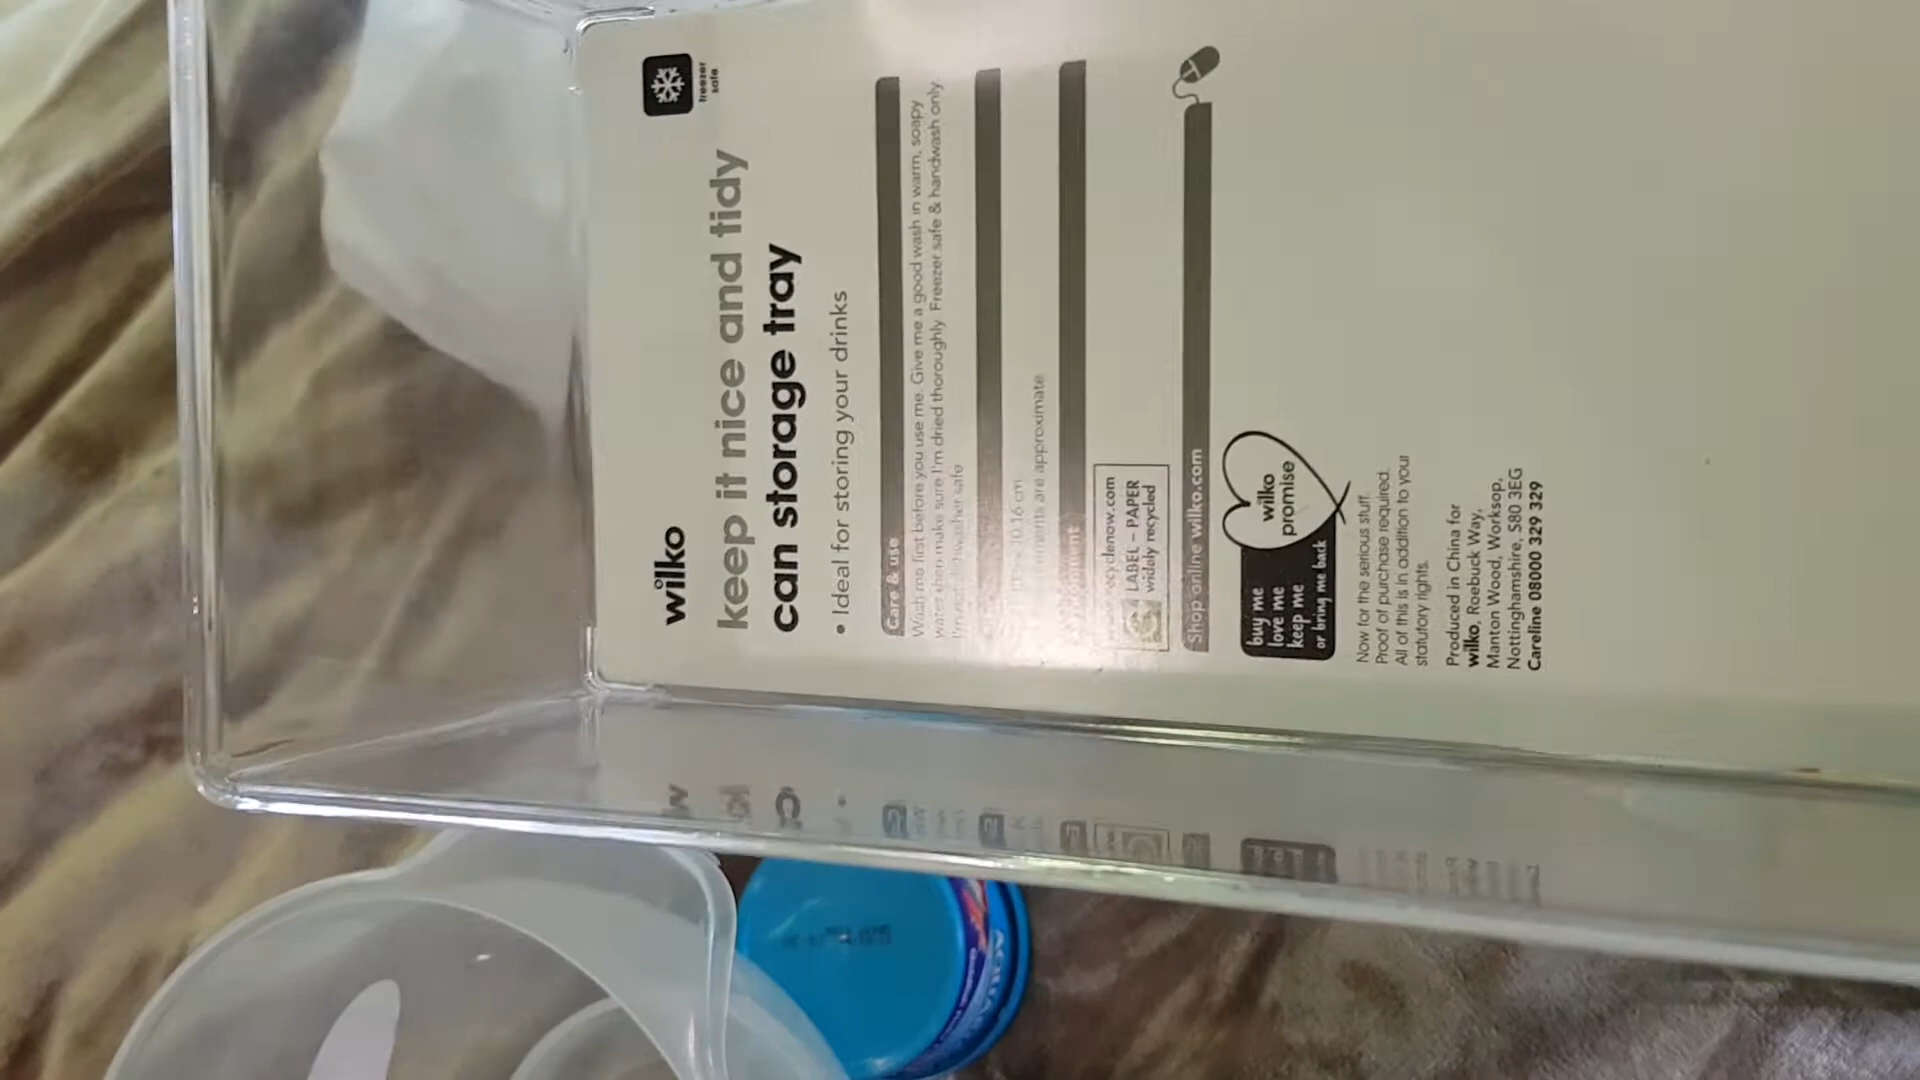 wilko
freezer
safe
keep it nice and tidy
can storage tray
• Ideal for storing your drinks
Care & use
Wash me first before you use me. Give me a good wash in warm, soapy
water then make sure I'm dried thoroughly. Freezer safe & handwash only.
I'm not dishwasher safe
10.16 cm
are approximate
LABEL – PAPER
widely recycled
Shop online wilko.com
buy me
love me
keep me
or bring me back
wilko
promise
Now for the serious stuff.
Proof of purchase required.
All of this is in addition to your
statutory rights.
Produced in China for
wilko, Roebuck Way,
Manton Wood, Worksop,
Nottinghamshire, S80 3EG
Careline 08000 329 329